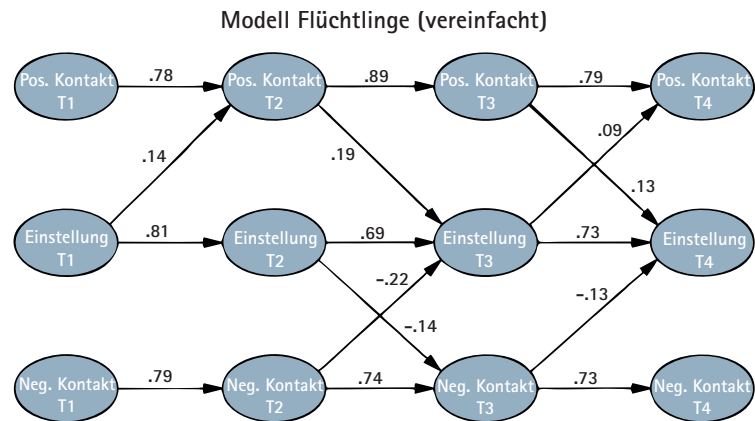 Modell Flüchtlinge (vereinfacht)
Pos. Kontakt
T1
.78
Pos. Kontakt
T2
.89
Pos. Kontakt
T3
.79
Pos. Kontakt
T4
.14
.19
.09
.13
Einstellung
T1
.81
Einstellung
T2
.69
Einstellung
T3
.73
Einstellung
T4
-.22
-.14
-.13
Neg. Kontakt
T1
.79
Neg. Kontakt
T2
.74
Neg. Kontakt
T3
.73
Neg. Kontakt
T4